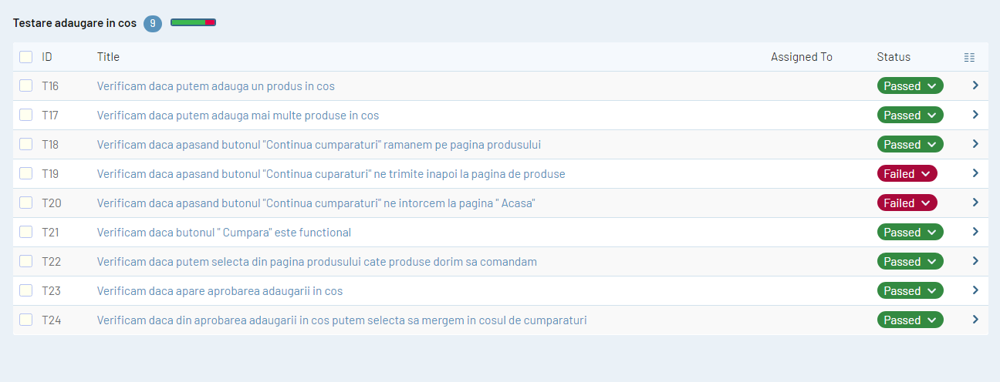 Testare adaugare in cos 9
ID Title Assigned To Status
T16 Verificam daca putem adauga un produs in cos Passed
T17 Verificam daca putem adauga mai multe produse in cos Passed
T18 Verificam daca apasand butonul "Continua cumparaturi" ramanem pe pagina produsului Passed
T19 Verificam daca apasand butonul "Continua cuparaturi" ne trimite inapoi la pagina de produse Failed
T20 Verificam daca apasand butonul "Continua cumparaturi" ne intorcem la pagina " Acasa" Failed
T21 Verificam daca butonul " Cumpara" este functional Passed
T22 Verificam daca putem selecta din pagina produsului cate produse dorim sa comandam Passed
T23 Verificam daca apare aprobarea adaugarii in cos Passed
T24 Verificam daca din aprobarea adaugarii in cos putem selecta sa mergem in cosul de cumparaturi Passed